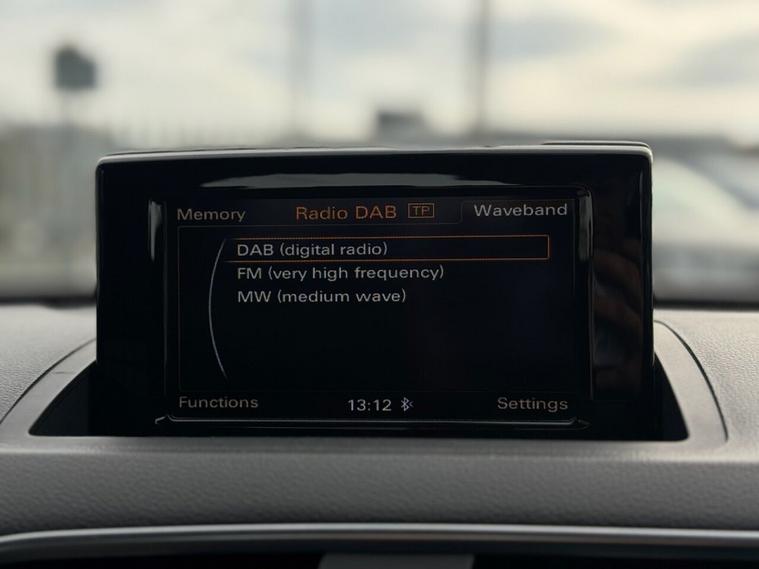 Memory Radio DAB TP Waveband
DAB (digital radio)
FM (very high frequency)
MW (medium wave)
Functions 13:12 Settings